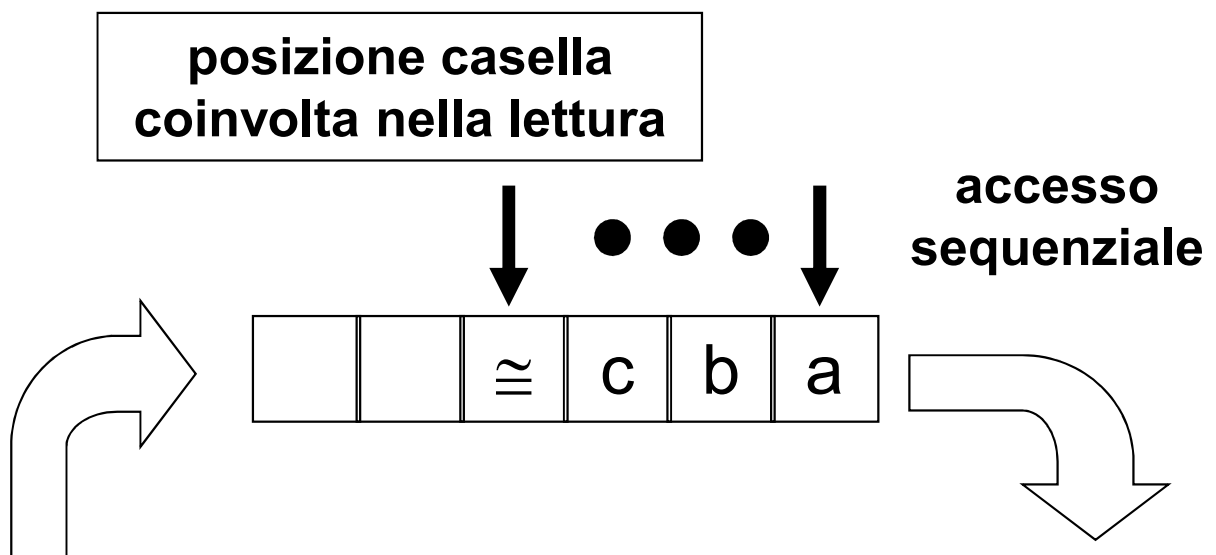 posizione casella
coinvolta nella lettura
accesso
sequenziale
≅ c b a